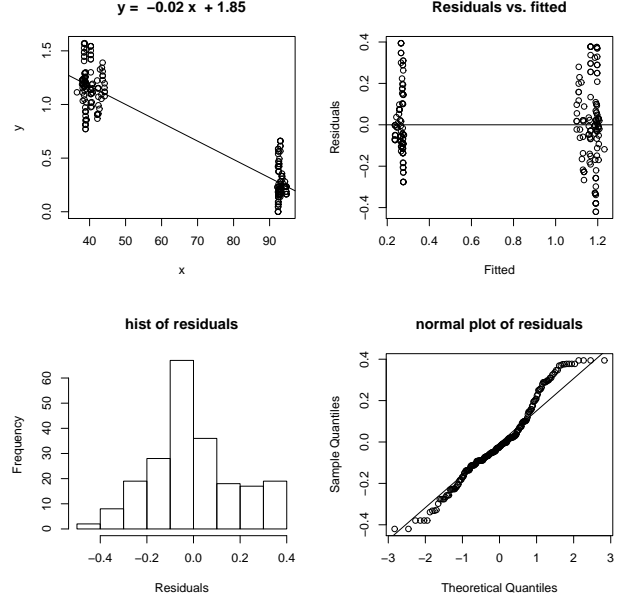 y = −0.02 x + 1.85
y
0.0 0.5 1.0 1.5
40 50 60 70 80 90
x
Residuals vs. fitted
Residuals
−0.4 −0.2 0.0 0.2 0.4
0.2 0.4 0.6 0.8 1.0 1.2
Fitted
hist of residuals
Frequency
0 10 20 30 40 50 60
−0.4 −0.2 0.0 0.2 0.4
Residuals
normal plot of residuals
Sample Quantiles
−0.4 −0.2 0.0 0.2 0.4
−3 −2 −1 0 1 2 3
Theoretical Quantiles